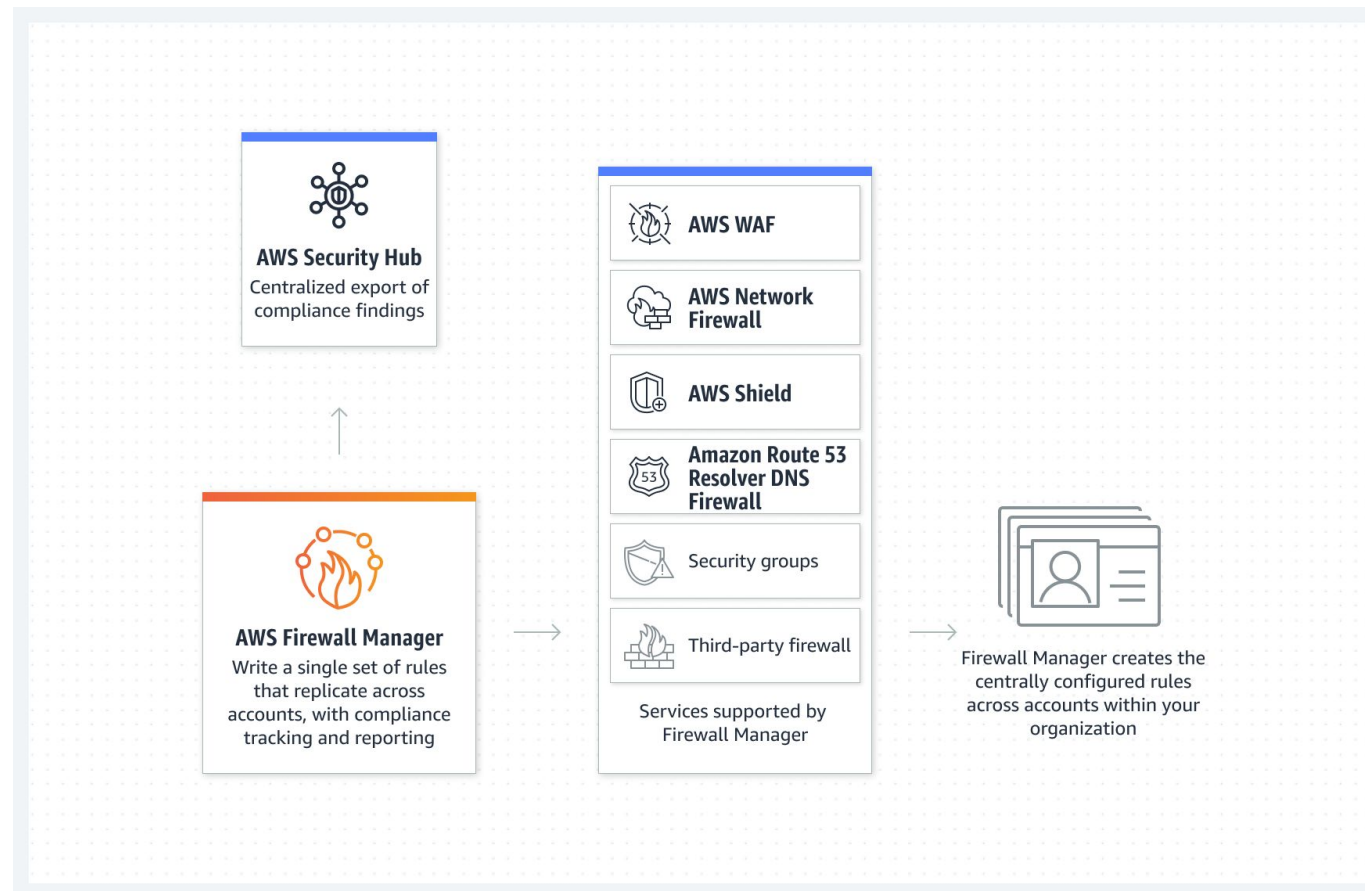 AWS Security Hub
Centralized export of
compliance findings
AWS Firewall Manager
Write a single set of rules
that replicate across
accounts, with compliance
tracking and reporting
AWS WAF
AWS Network
Firewall
AWS Shield
53
Amazon Route 53
Resolver DNS
Firewall
Security groups
Third-party firewall
Services supported by
Firewall Manager
Firewall Manager creates the
centrally configured rules
across accounts within your
organization